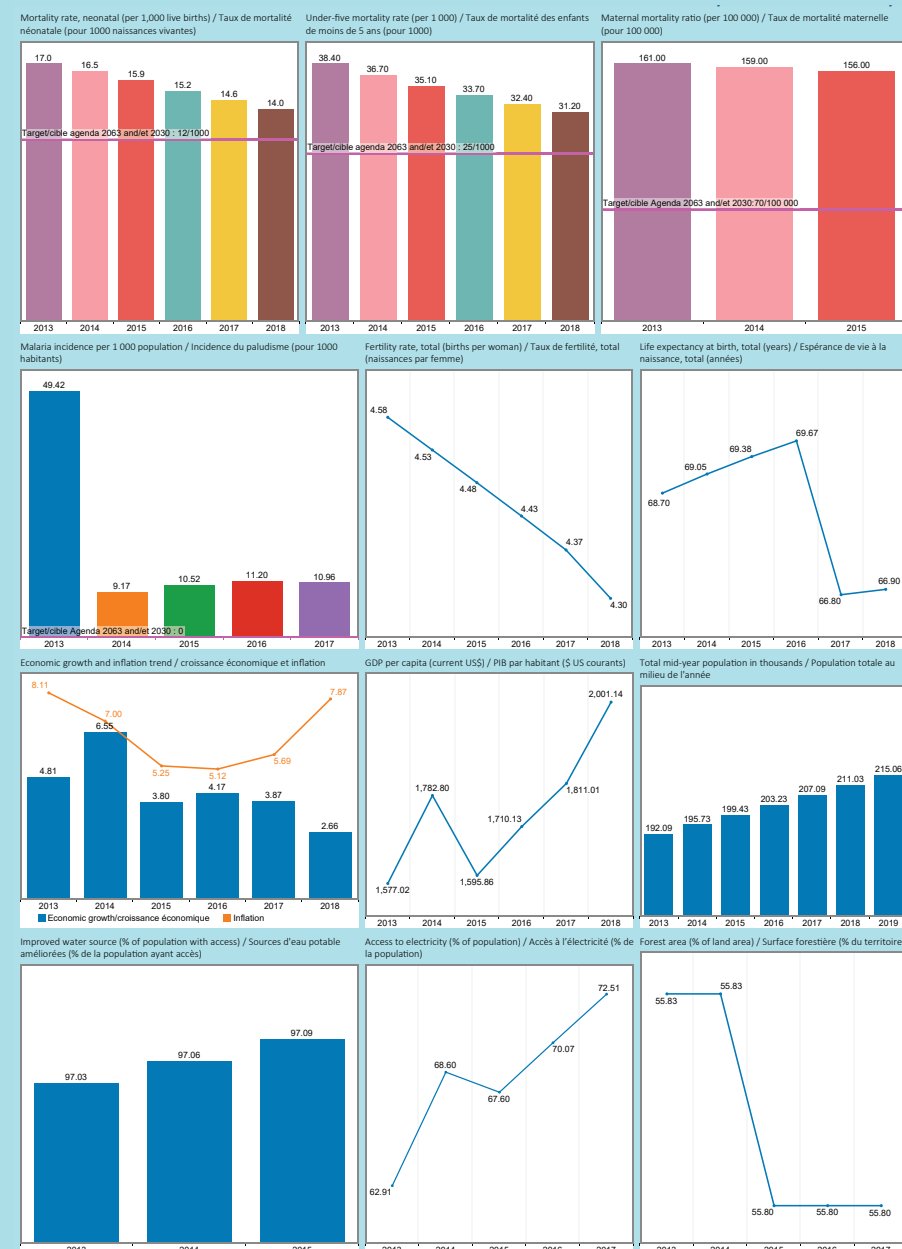 Mortality rate, neonatal (per 1,000 live births) / Taux de mortalité
néonatale (pour 1000 naissances vivantes)
17.0
16.5
15.9
15.2
14.6
14.0
Target/cible agenda 2063 and/et 2030 : 12/1000
2013 2014 2015 2016 2017 2018
Under-five mortality rate (per 1 000) / Taux de mortalité des enfants
de moins de 5 ans (pour 1000)
38.40
36.70
35.10
33.70
32.40
31.20
Target/cible agenda 2063 and/et 2030 : 25/1000
2013 2014 2015 2016 2017 2018
Maternal mortality ratio (per 100 000) / Taux de mortalité maternelle
(pour 100 000)
161.00
159.00
156.00
Target/cible Agenda 2063 and/et 2030:70/100 000
2013 2014 2015
Malaria incidence per 1 000 population / Incidence du paludisme (pour 1000
habitants)
49.42
9.17
10.52
11.20
10.96
Target/cible Agenda 2063 and/et 2030 : 0
2013 2014 2015 2016 2017
Fertility rate, total (births per woman) / Taux de fertilité, total
(naissances par femme)
4.58
4.53
4.48
4.43
4.37
4.30
2013 2014 2015 2016 2017 2018
Life expectancy at birth, total (years) / Espérance de vie à la
naissance, total (années)
68.70
69.05
69.38
69.67
66.80
66.90
2013 2014 2015 2016 2017 2018
Economic growth and inflation trend / croissance économique et inflation
8.11
7.00
5.25
5.12
5.69
7.87
4.81
6.55
3.80
4.17
3.87
2.66
2013 2014 2015 2016 2017 2018
Economic growth/croissance économique Inflation
GDP per capita (current US$) / PIB par habitant ($ US courants)
1,577.02
1,782.80
1,595.86
1,710.13
1,811.01
2,001.14
2013 2014 2015 2016 2017 2018
Total mid-year population in thousands / Population totale au
milieu de l'année
192.09
195.73
199.43
203.23
207.09
211.03
215.06
2013 2014 2015 2016 2017 2018 2019
Improved water source (% of population with access) / Sources d'eau potable
améliorées (% de la population ayant accès)
97.03
97.06
97.09
2013 2014 2015
Access to electricity (% of population) / Accès à l'électricité (% de
la population)
62.91
68.60
67.60
70.07
72.51
2013 2014 2015 2016 2017
Forest area (% of land area) / Surface forestière (% du territoire
55.83
55.83
55.80
55.80
55.80
2013 2014 2015 2016 2017